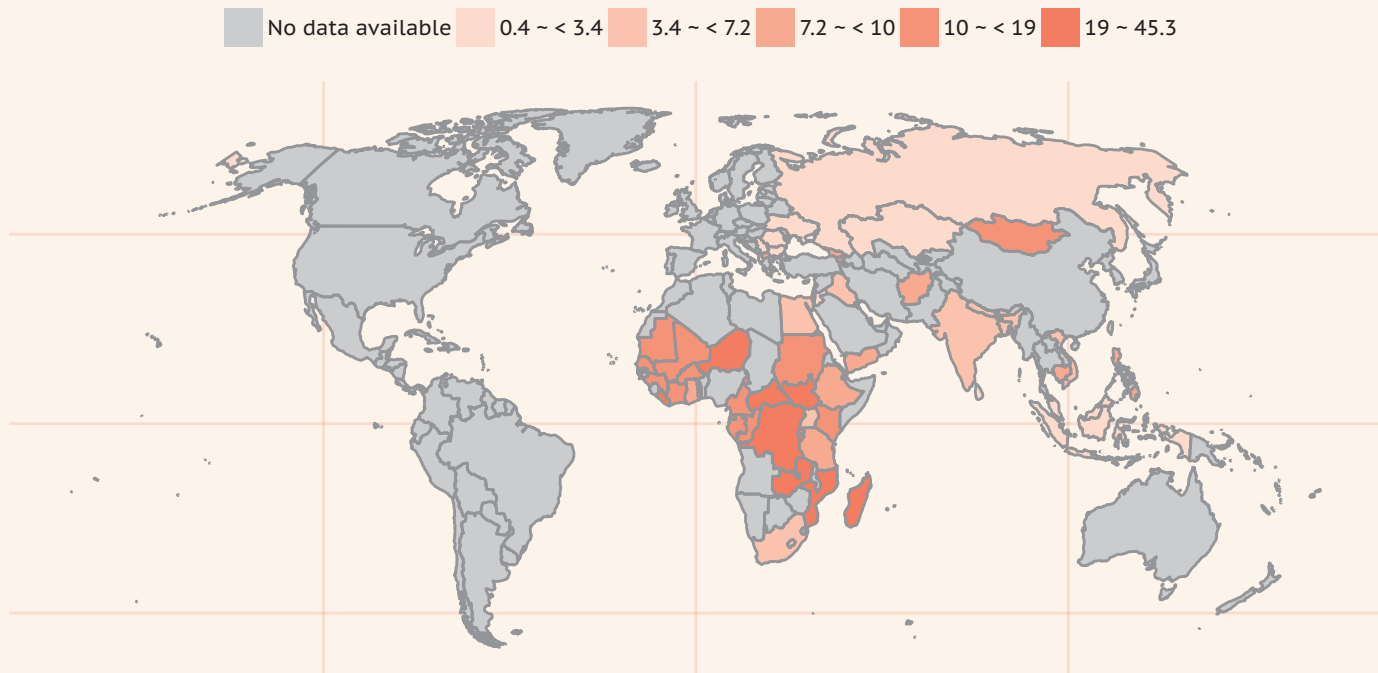 No data available 0.4 ~ < 3.4 3.4 ~ < 7.2 7.2 ~ < 10 10 ~ < 19 19 ~ 45.3